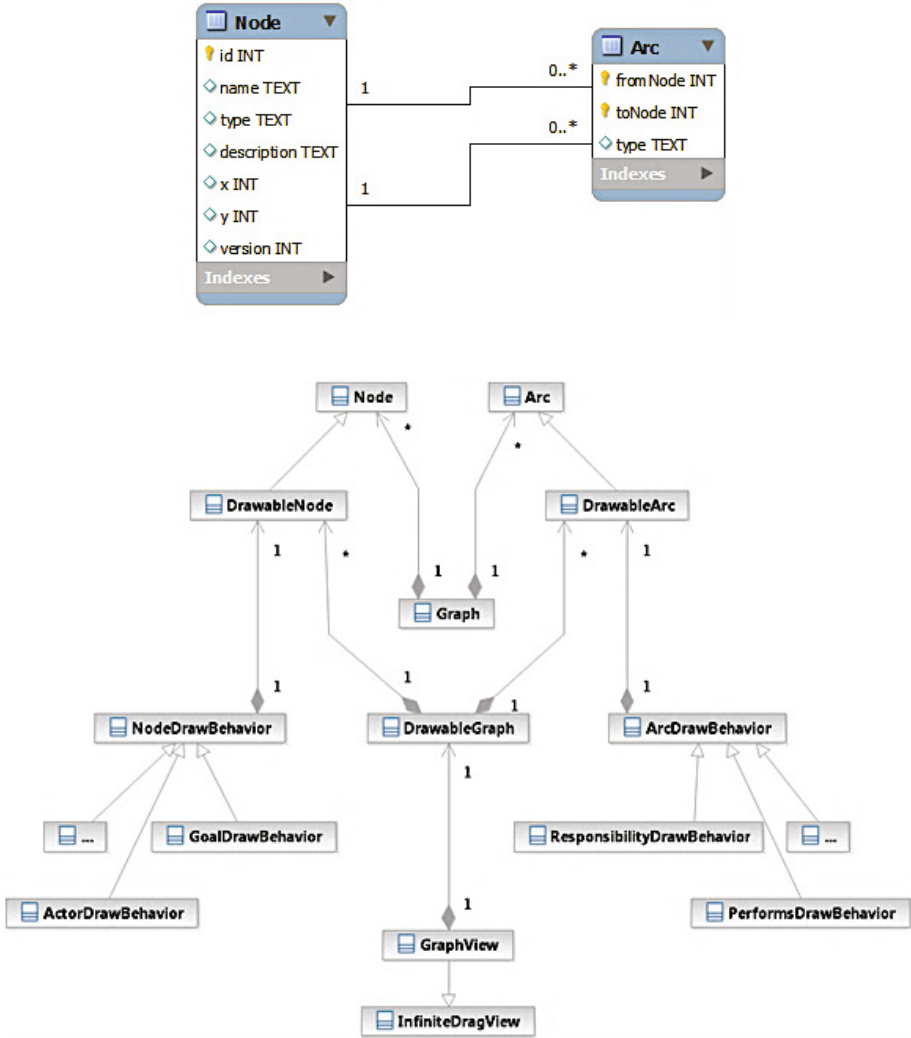 Node
id INT
name TEXT
type TEXT
description TEXT
x INT
y INT
version INT
Indexes
1
0..*
1
0..*
Arc
fromNode INT
toNode INT
type TEXT
Indexes
Node
Arc
*
*
DrawableNode
DrawableArc
1
*
*
1
1
1
Graph
1
1
1
1
1
NodeDrawBehavior
DrawableGraph
ArcDrawBehavior
1
...
GoalDrawBehavior
ResponsibilityDrawBehavior
...
ActorDrawBehavior
PerformsDrawBehavior
1
GraphView
InfiniteDragView